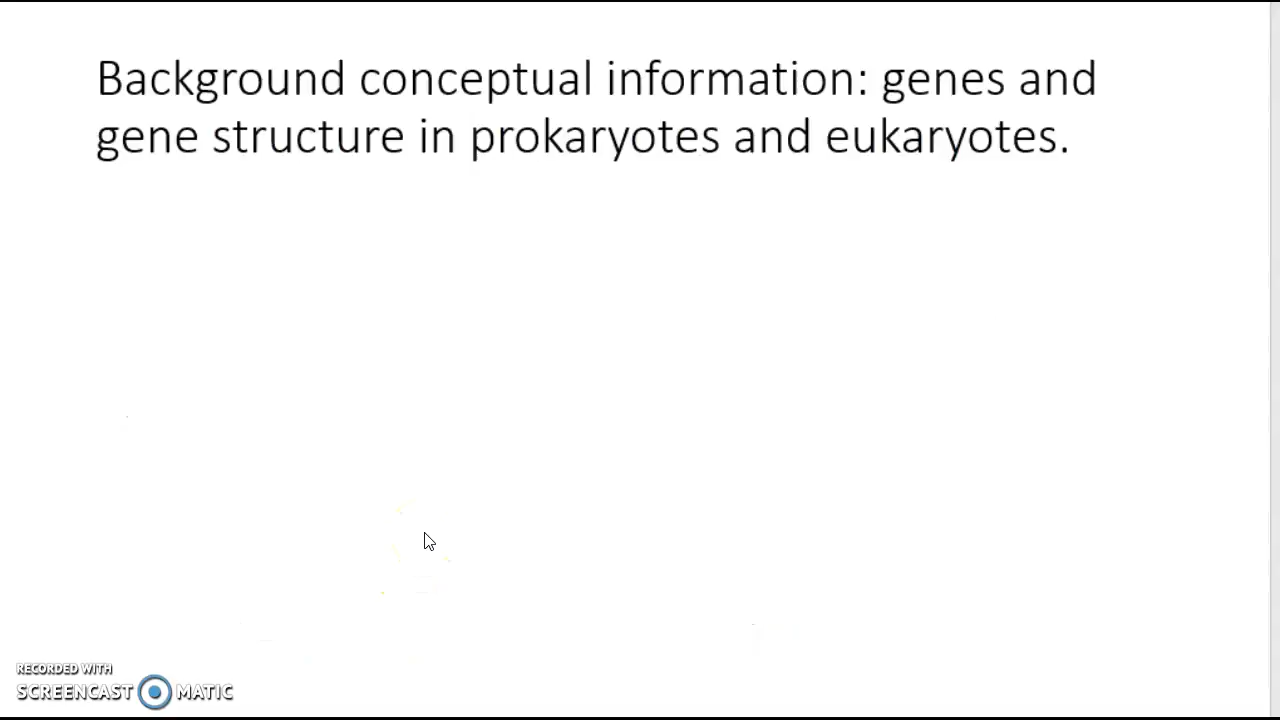 Background conceptual information: genes and
gene structure in prokaryotes and eukaryotes.
RECORDED WITH
SCREENCAST MATIC